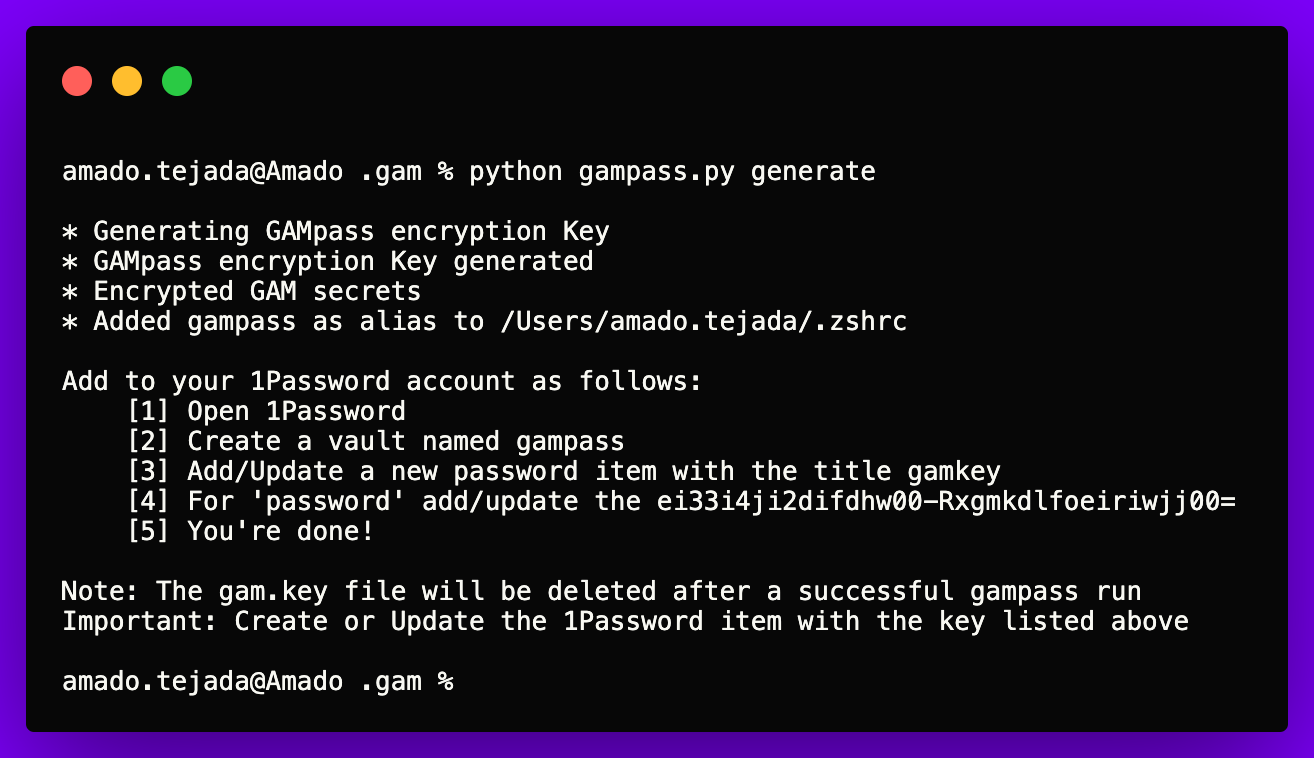 amado.tejada@Amado .gam % python gampass.py generate
* Generating GAMpass encryption Key
* GAMpass encryption Key generated
* Encrypted GAM secrets
* Added gampass as alias to /Users/amado.tejada/.zshrc
Add to your 1Password account as follows:
[1] Open 1Password
[2] Create a vault named gampass
[3] Add/Update a new password item with the title gamkey
[4] For 'password' add/update the ei33i4ji2difdhw00-Rxgmkdlfoeiriwjj00=
[5] You're done!
Note: The gam.key file will be deleted after a successful gampass run
Important: Create or Update the 1Password item with the key listed above
amado.tejada@Amado .gam %